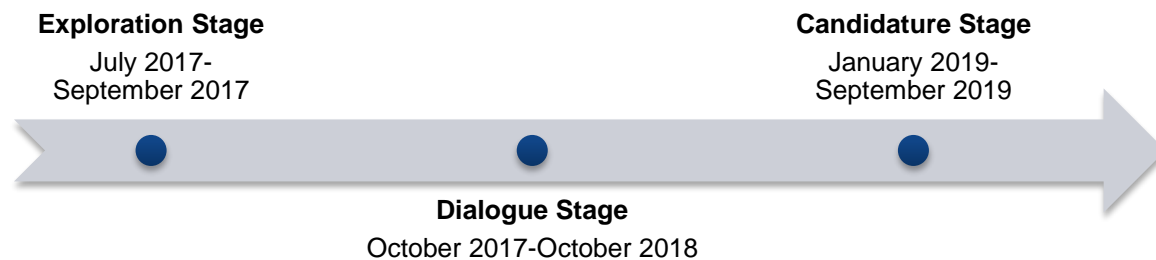 Exploration Stage
July 2017-
September 2017
Candidature Stage
January 2019-
September 2019
Dialogue Stage
October 2017-October 2018